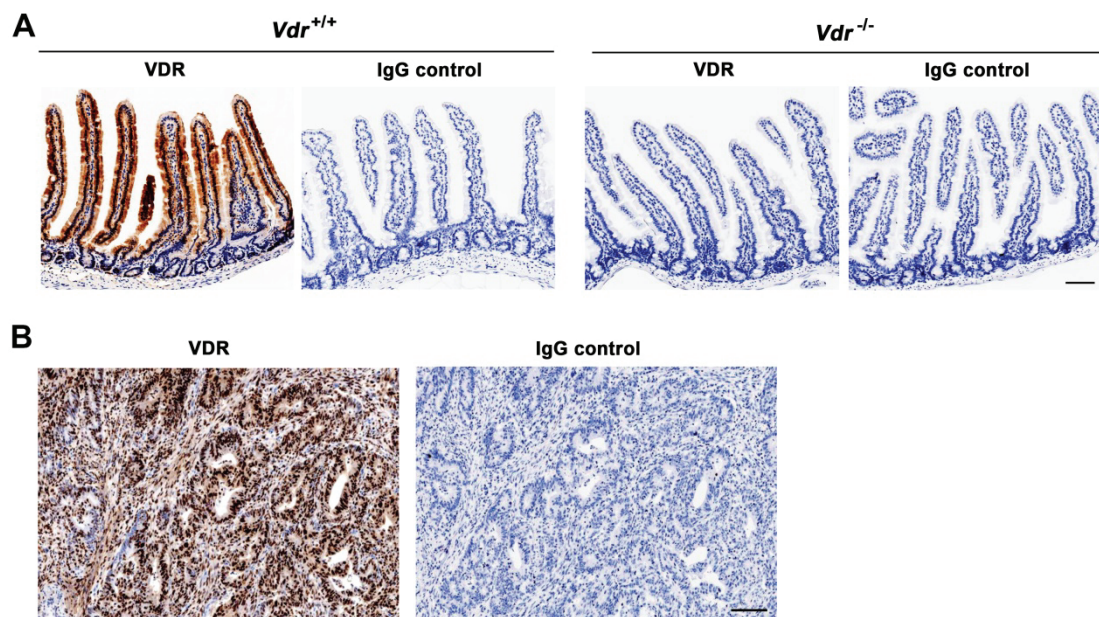 A
Vdr+/+
Vdr-/-
VDR
IgG control
VDR
IgG control
B
VDR
IgG control